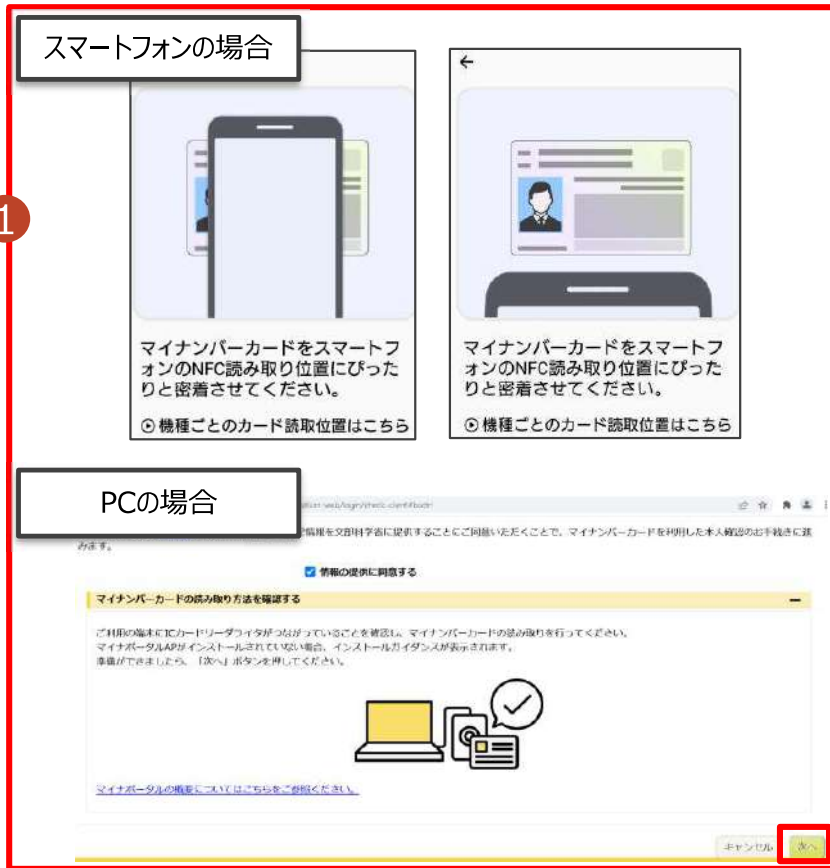 スマートフォンの場合
←
1
マイナンバーカードをスマートフ
ォンのNFC読み取り位置にぴった
りと密着させてください。
機種ごとのカード読取位置はこちら
マイナンバーカードをスマートフ
ォンのNFC読み取り位置にぴった
りと密着させてください。
機種ごとのカード読取位置はこちら
PCの場合
情報を文部科学省に提供することにご同意いただくことで、マイナンバーカードを利用した本人確認のお手続きに進
みます。
情報の提供に同意する
マイナンバーカードの読み取り方法を確認する
ご利用の端末にICカードリーダライタがつながっていることを確認し、マイナンバーカードの読み取りを行ってください。
マイナポータルAPがインストールされていない場合、インストールガイダンスが表示されます。
準備ができましたら、「次へ」ボタンを押してください。
マイナポータルの概要についてはこちらをご参照ください。
キャンセル
次へ